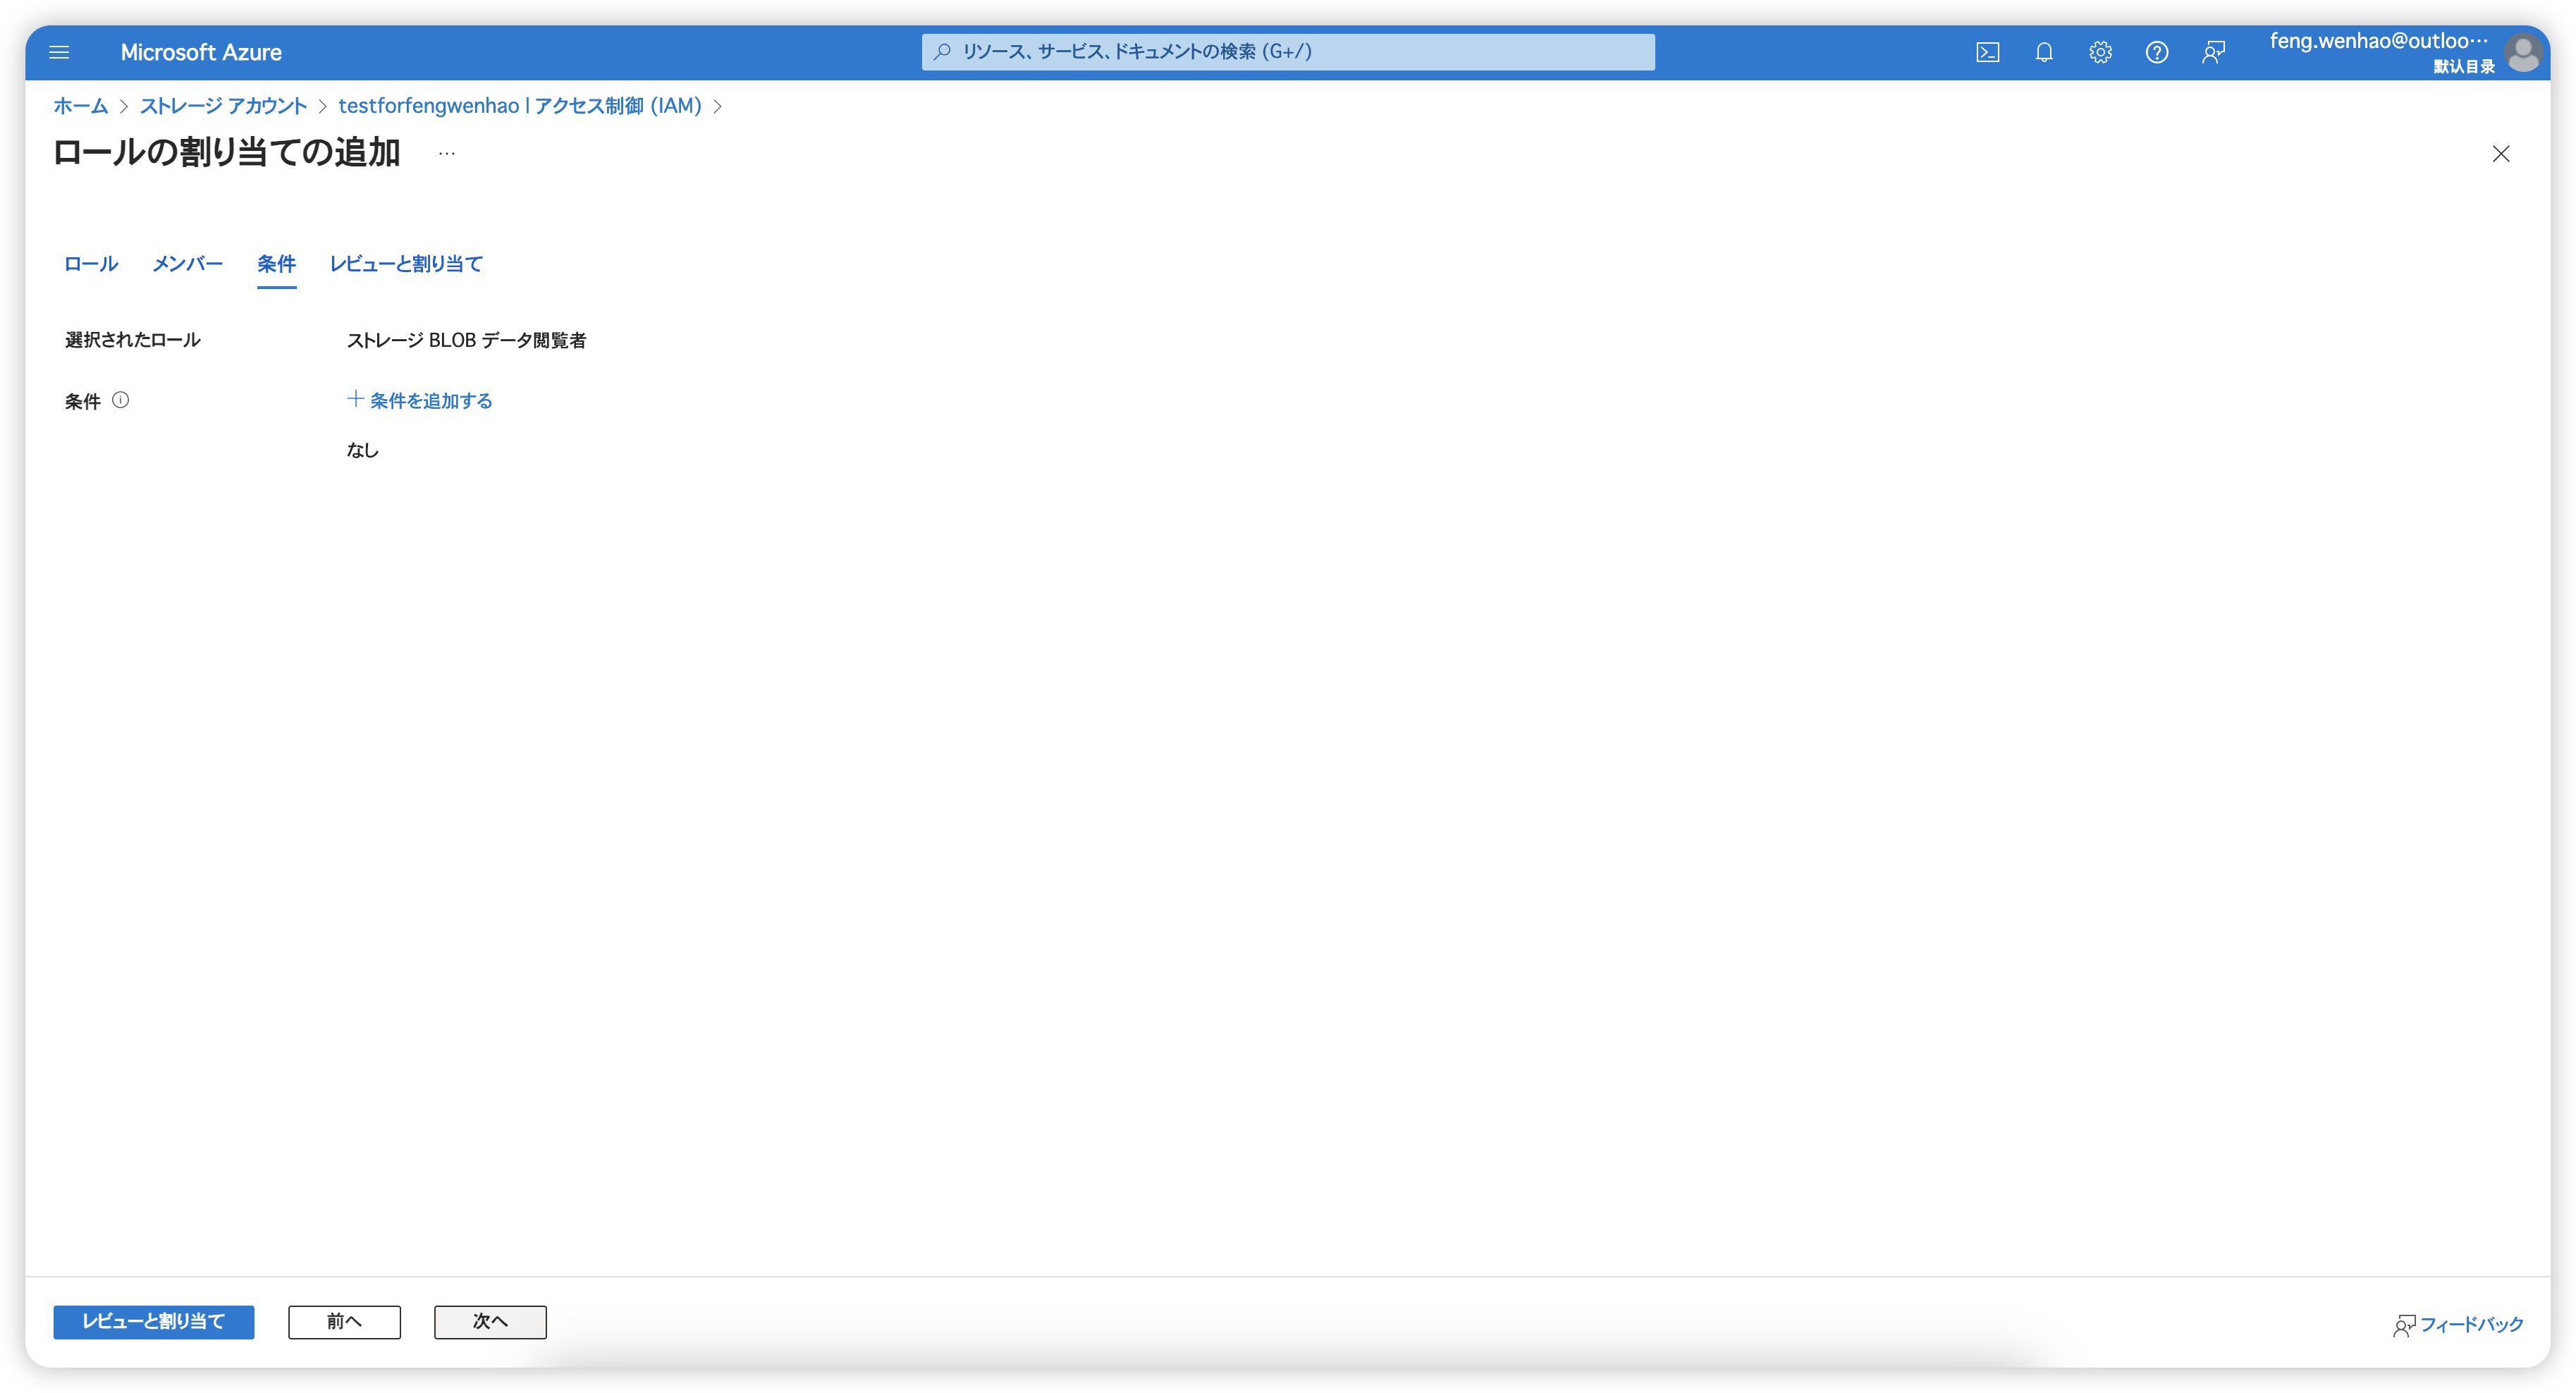 Microsoft Azure
リソース、サービス、ドキュメントの検索 (G+/)
feng.wenhao@outloo…
默认目录
ホーム > ストレージ アカウント > testforfengwenhao | アクセス制御 (IAM) >
ロールの割り当ての追加 …
ロール メンバー 条件 レビューと割り当て
選択されたロール ストレージ BLOB データ閲覧者
条件 + 条件を追加する
なし
レビューと割り当て 前へ 次へ フィードバック